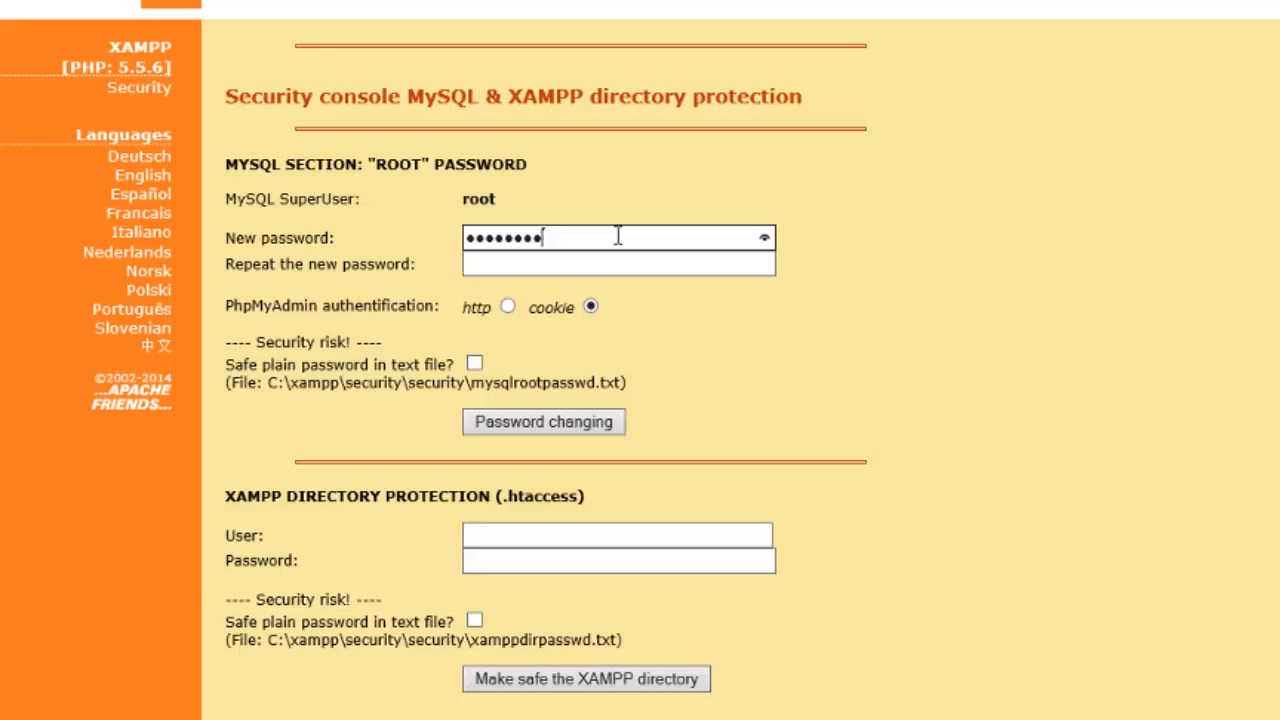 XAMPP
[PHP: 5.5.6]
Security
Languages
Deutsch
English
Español
Francais
Italiano
Nederlands
Norsk
Polski
Português
Slovenian
中文
©2002-2014
...APACHE
FRIENDS...
Security console MySQL & XAMPP directory protection
MYSQL SECTION: "ROOT" PASSWORD
MySQL SuperUser: root
New password: ••••••••
Repeat the new password:
PhpMyAdmin authentification: http cookie
---- Security risk! ----
Safe plain password in text file?
(File: C:\xampp\security\security\mysqlrootpasswd.txt)
Password changing
XAMPP DIRECTORY PROTECTION (.htaccess)
User:
Password:
---- Security risk! ----
Safe plain password in text file?
(File: C:\xampp\security\security\xamppdirpasswd.txt)
Make safe the XAMPP directory